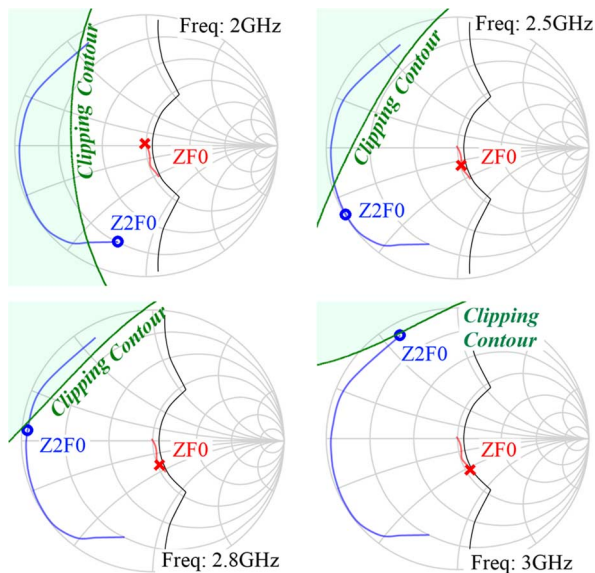 Freq: 2GHz
Clipping Contour
ZF0
Z2F0
Freq: 2.5GHz
Clipping Contour
ZF0
Z2F0
Clipping Contour
Z2F0
ZF0
Freq: 2.8GHz
Clipping
Contour
Z2F0
ZF0
Freq: 3GHz